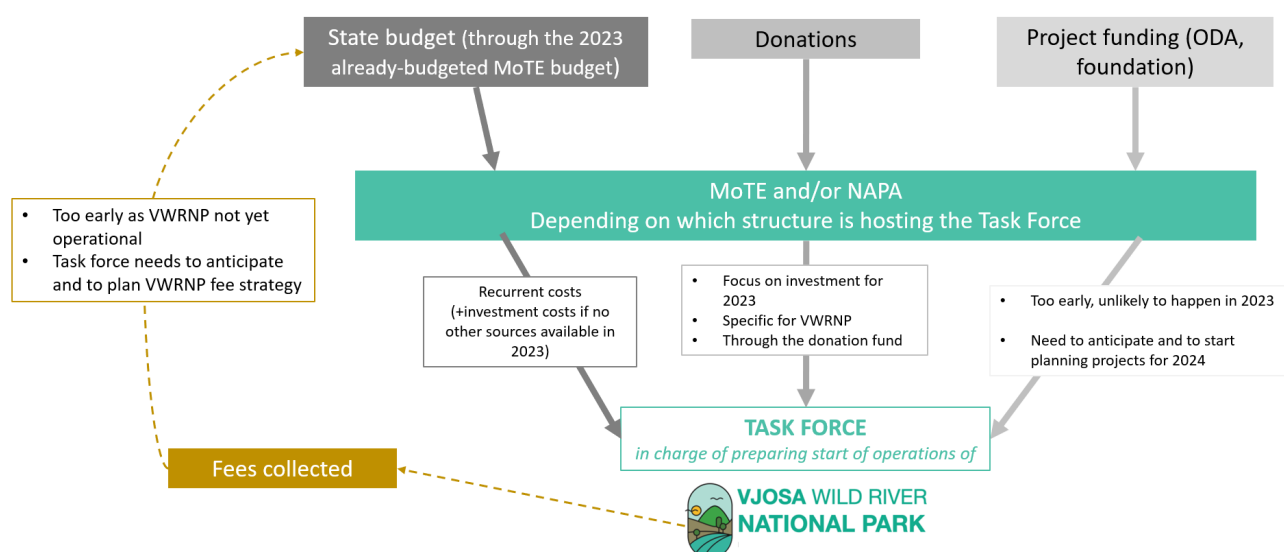 State budget (through the 2023
already-budgeted MoTE budget)
Donations
Project funding (ODA,
foundation)
MoTE and/or NAPA
Depending on which structure is hosting the Task Force
• Too early as VWRNP not yet
operational
• Task force needs to anticipate
and to plan VWRNP fee strategy
Recurrent costs
(+investment costs if no
other sources available in
2023)
• Focus on investment for
2023
• Specific for VWRNP
• Through the donation fund
• Too early, unlikely to happen in 2023
• Need to anticipate and to start
planning projects for 2024
TASK FORCE
in charge of preparing start of operations of
Fees collected
VJOSA WILD RIVER
NATIONAL PARK